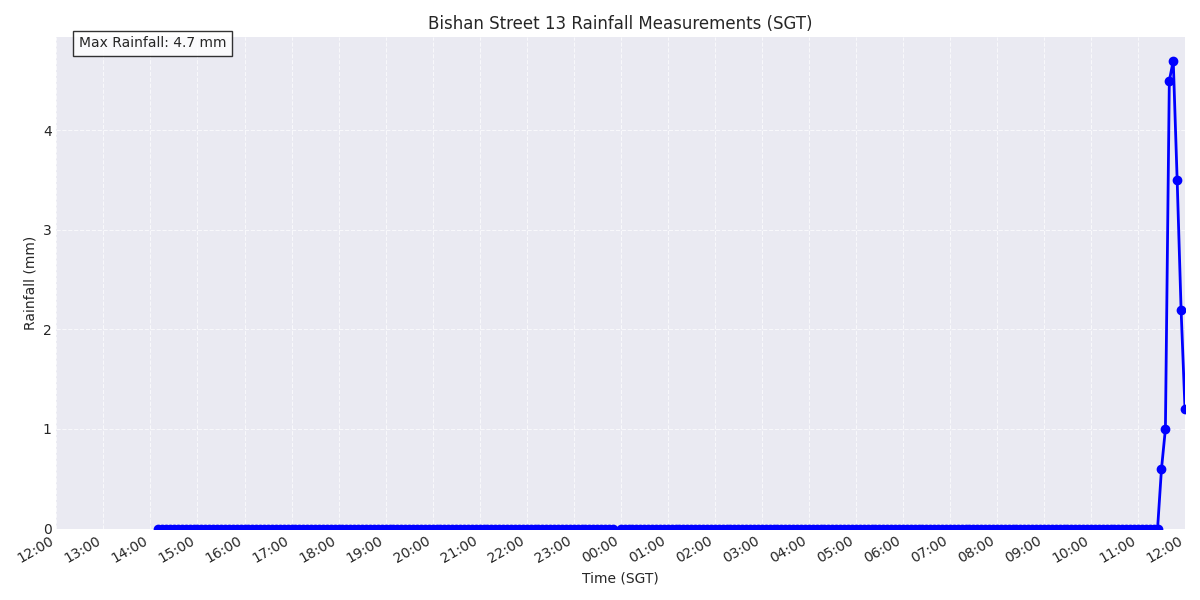 Bishan Street 13 Rainfall Measurements (SGT)
Max Rainfall: 4.7 mm
Rainfall (mm)
4
3
2
1
0
12:00 13:00 14:00 15:00 16:00 17:00 18:00 19:00 20:00 21:00 22:00 23:00 00:00 01:00 02:00 03:00 04:00 05:00 06:00 07:00 08:00 09:00 10:00 11:00 12:00
Time (SGT)